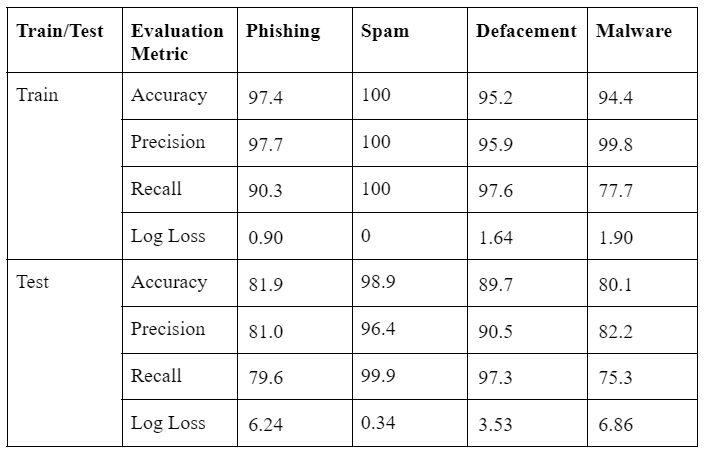 Train/Test Evaluation Metric Phishing Spam Defacement Malware
Train Accuracy 97.4 100 95.2 94.4
Precision 97.7 100 95.9 99.8
Recall 90.3 100 97.6 77.7
Log Loss 0.90 0 1.64 1.90
Test Accuracy 81.9 98.9 89.7 80.1
Precision 81.0 96.4 90.5 82.2
Recall 79.6 99.9 97.3 75.3
Log Loss 6.24 0.34 3.53 6.86